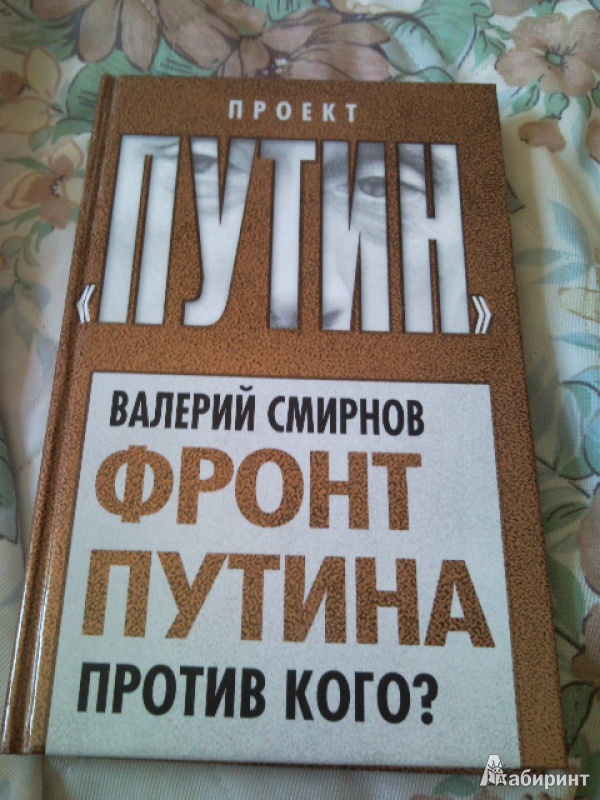 ПРОЕКТ
«ПУТИН»
ВАЛЕРИЙ СМИРНОВ
ФРОНТ
ПУТИНА
ПРОТИВ КОГО?
Лабиринт